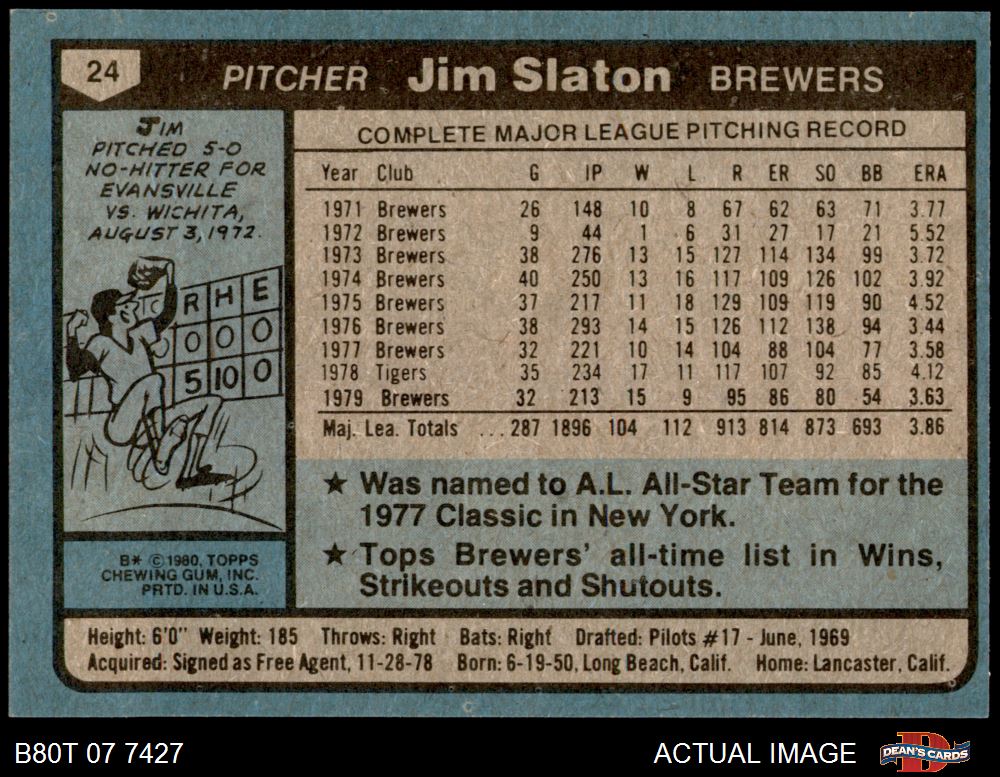 24 PITCHER Jim Slaton BREWERS
JIM
PITCHED 5-0
NO-HITTER FOR
EVANSVILLE
VS. WICHITA,
AUGUST 3, 1972.
R H E
0 0 0
5 10 0
B* © 1980, TOPPS
CHEWING GUM, INC.
PRTD. IN U.S.A.
COMPLETE MAJOR LEAGUE PITCHING RECORD
Year Club G IP W L R ER SO BB ERA
1971 Brewers 26 148 10 8 67 62 63 71 3.77
1972 Brewers 9 44 1 6 31 27 17 21 5.52
1973 Brewers 38 276 13 15 127 114 134 99 3.72
1974 Brewers 40 250 13 16 117 109 126 102 3.92
1975 Brewers 37 217 11 18 129 109 119 90 4.52
1976 Brewers 38 293 14 15 126 112 138 94 3.44
1977 Brewers 32 221 10 14 104 88 104 77 3.58
1978 Tigers 35 234 17 11 117 107 92 85 4.12
1979 Brewers 32 213 15 9 95 86 80 54 3.63
Maj. Lea. Totals ...287 1896 104 112 913 814 873 693 3.86
★ Was named to A.L. All-Star Team for the
1977 Classic in New York.
★ Tops Brewers' all-time list in Wins,
Strikeouts and Shutouts.
Height: 6'0" Weight: 185 Throws: Right Bats: Right Drafted: Pilots #17 - June, 1969
Acquired: Signed as Free Agent, 11-28-78 Born: 6-19-50, Long Beach, Calif. Home: Lancaster, Calif.
B80T 07 7427 ACTUAL IMAGE DEAN'S CARDS